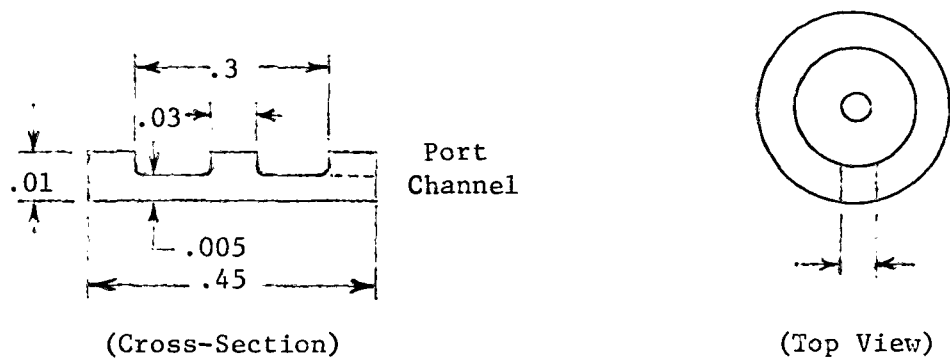 .3
.03
Port
Channel
.01
.005
.45
(Cross-Section)
(Top View)